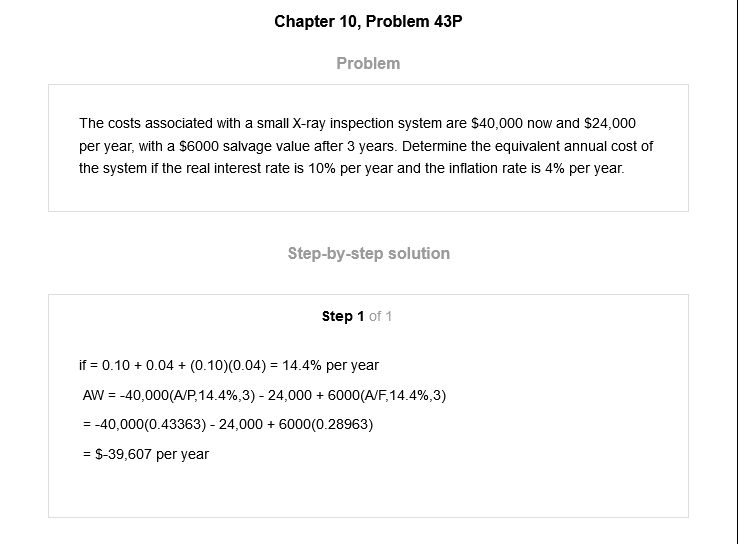 Chapter 10, Problem 43P
Problem
The costs associated with a small X-ray inspection system are $40,000 now and $24,000
per year, with a $6000 salvage value after 3 years. Determine the equivalent annual cost of
the system if the real interest rate is 10% per year and the inflation rate is 4% per year.
Step-by-step solution
Step 1 of 1
if = 0.10 + 0.04 + (0.10)(0.04) = 14.4% per year
AW = -40,000(A/P,14.4%,3) - 24,000 + 6000(A/F,14.4%,3)
= -40,000(0.43363) - 24,000 + 6000(0.28963)
= $-39,607 per year